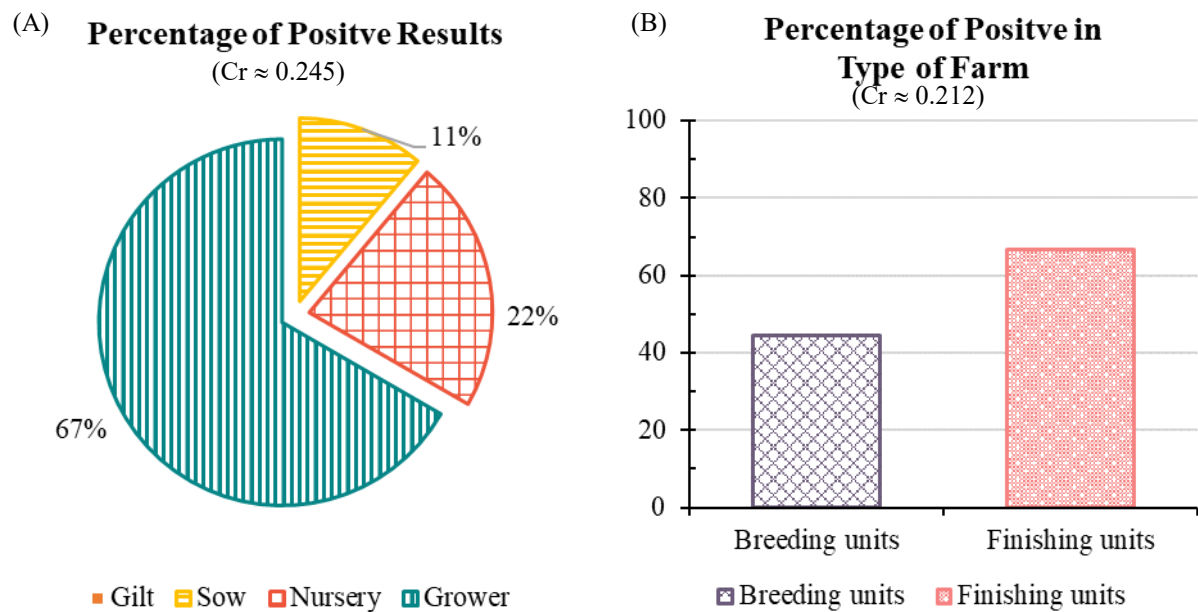 (A)
Percentage of Positve Results
(Cr ≈ 0.245)
11%
22%
67%
Gilt Sow Nursery Grower
(B)
Percentage of Positve in
Type of Farm
(Cr ≈ 0.212)
100
80
60
40
20
0
Breeding units Finishing units
Breeding units Finishing units